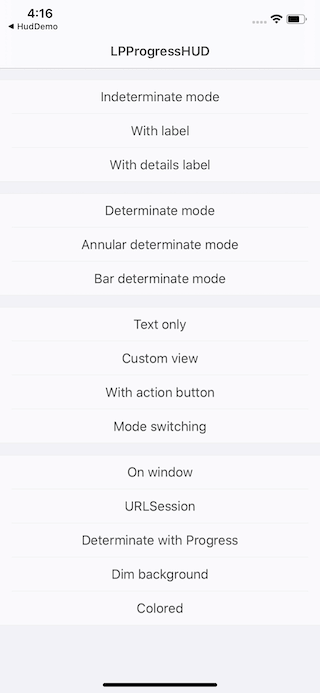 4:16
◀ HudDemo
LPProgressHUD
Indeterminate mode
With label
With details label
Determinate mode
Annular determinate mode
Bar determinate mode
Text only
Custom view
With action button
Mode switching
On window
URLSession
Determinate with Progress
Dim background
Colored